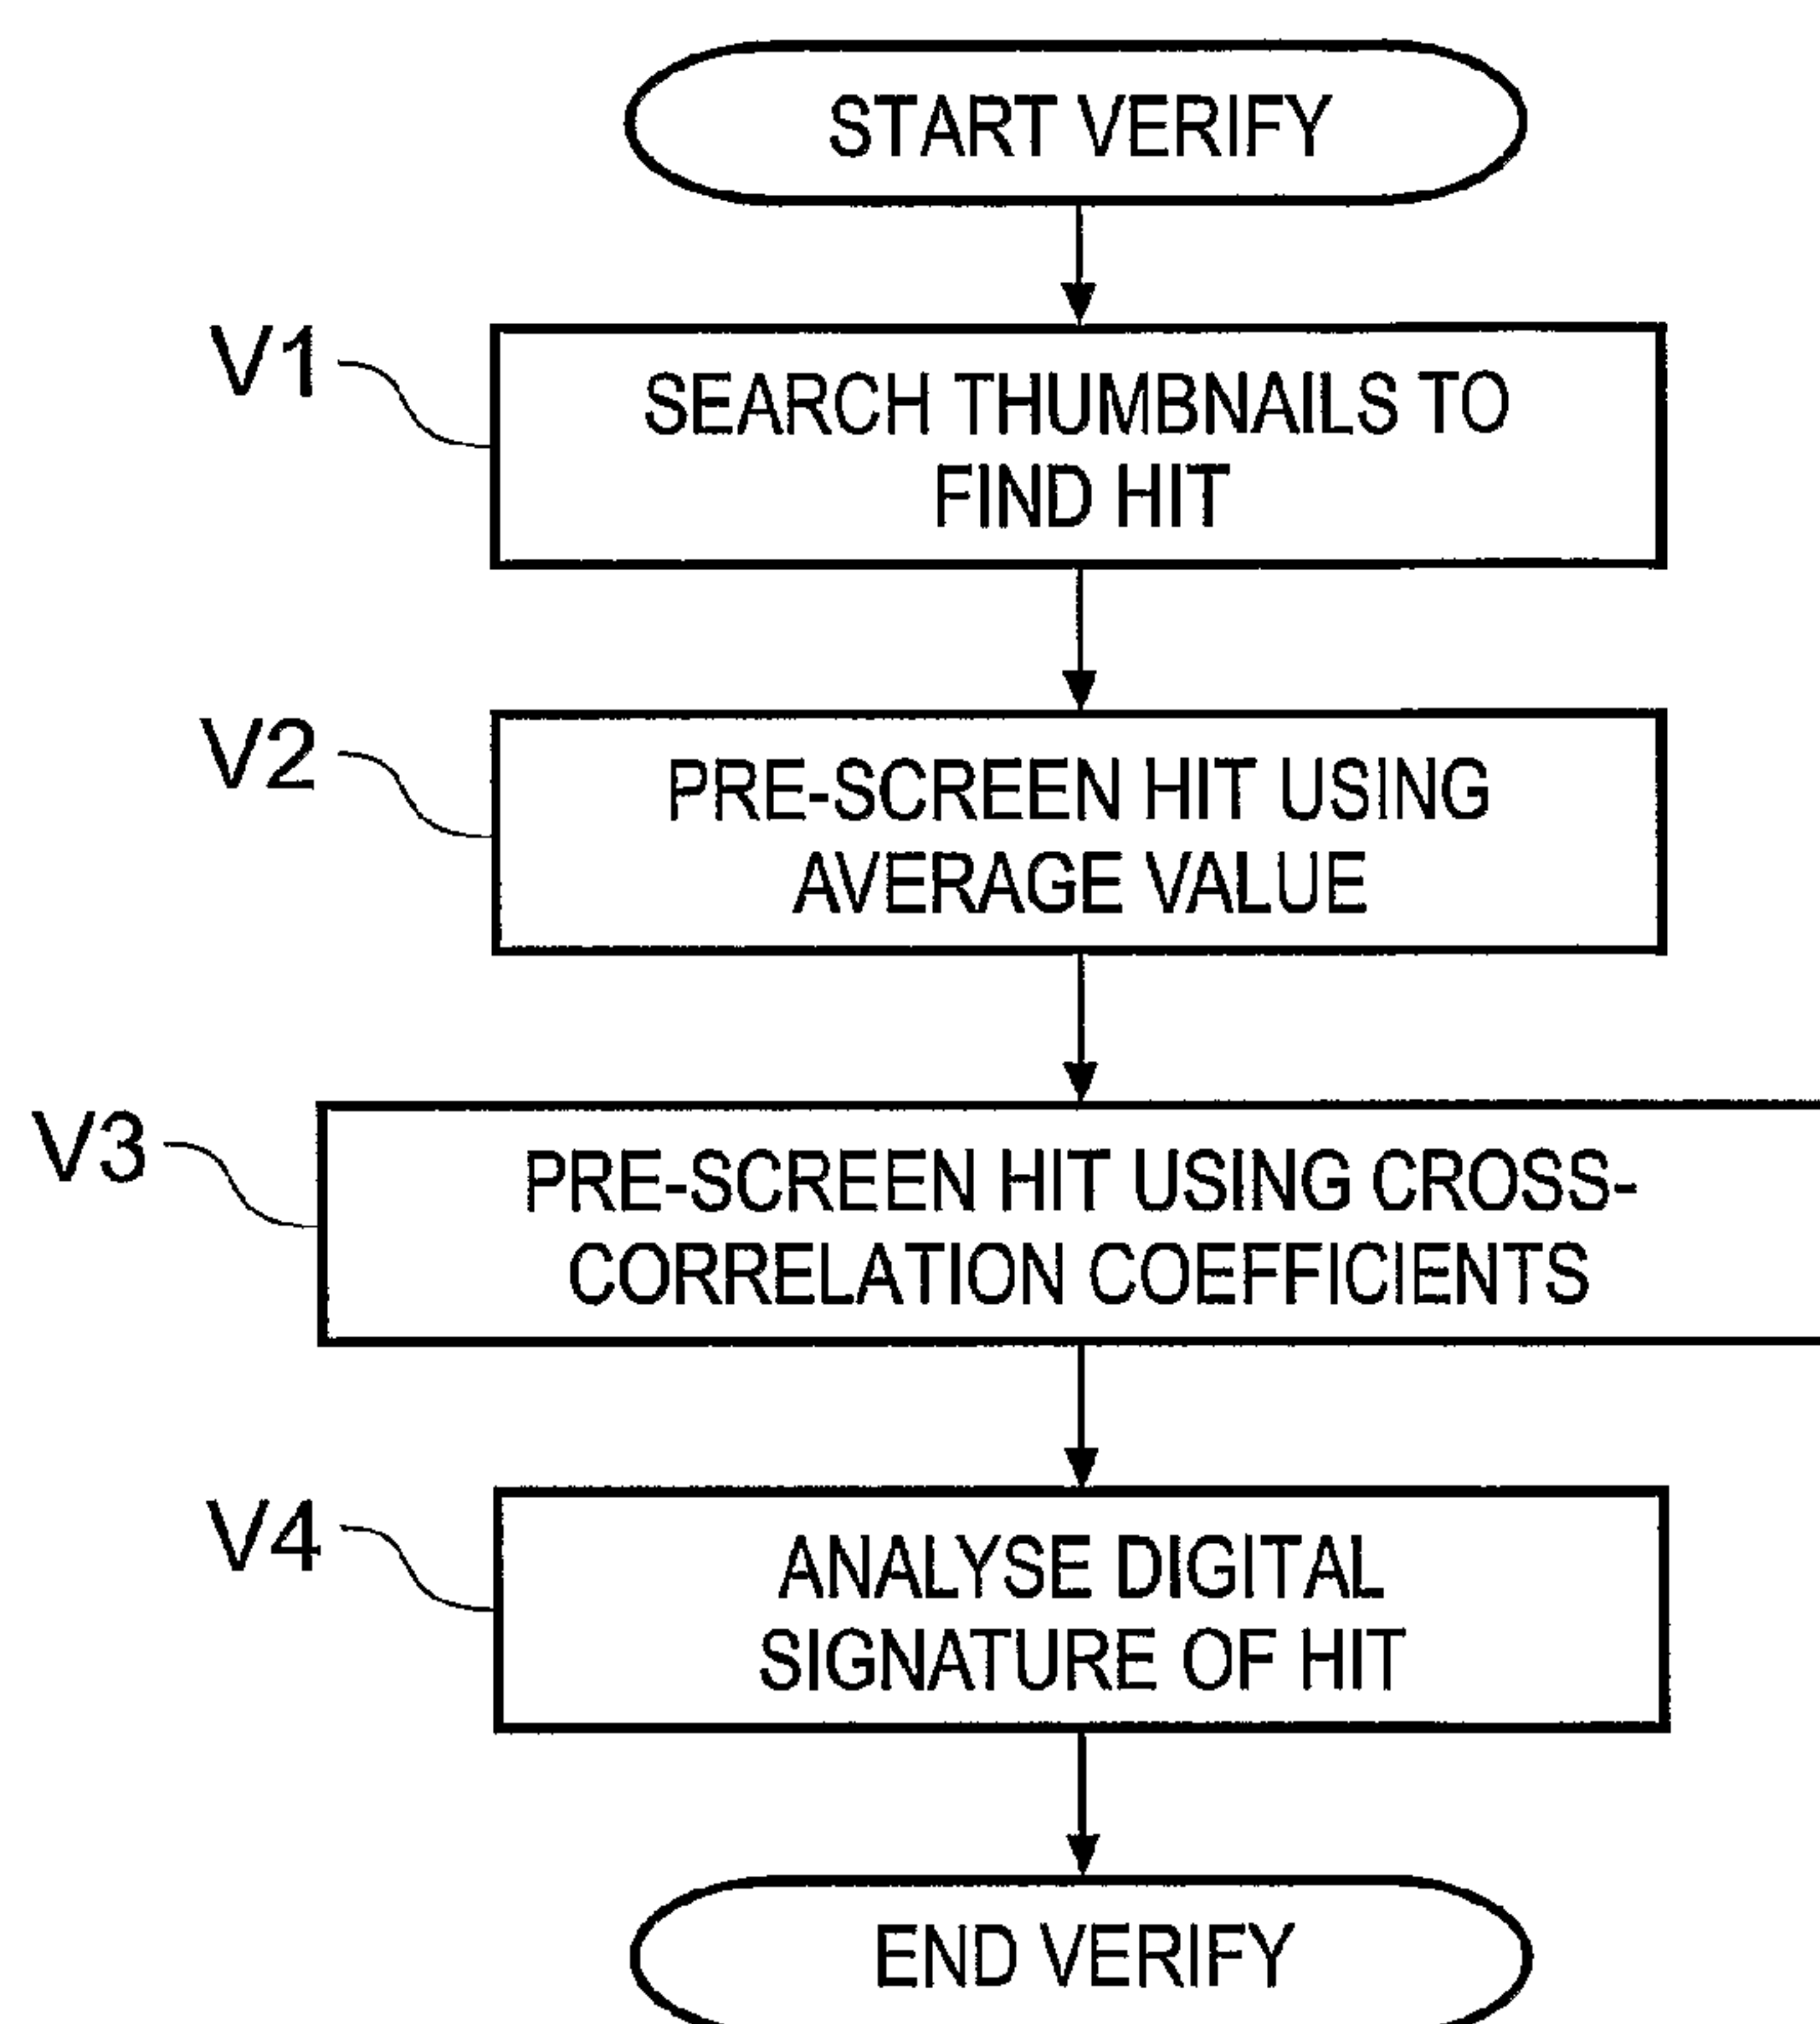 START VERIFY
V1
SEARCH THUMBNAILS TO
FIND HIT
V2
PRE-SCREEN HIT USING
AVERAGE VALUE
V3
PRE-SCREEN HIT USING CROSS-
CORRELATION COEFFICIENTS
V4
ANALYSE DIGITAL
SIGNATURE OF HIT
END VERIFY